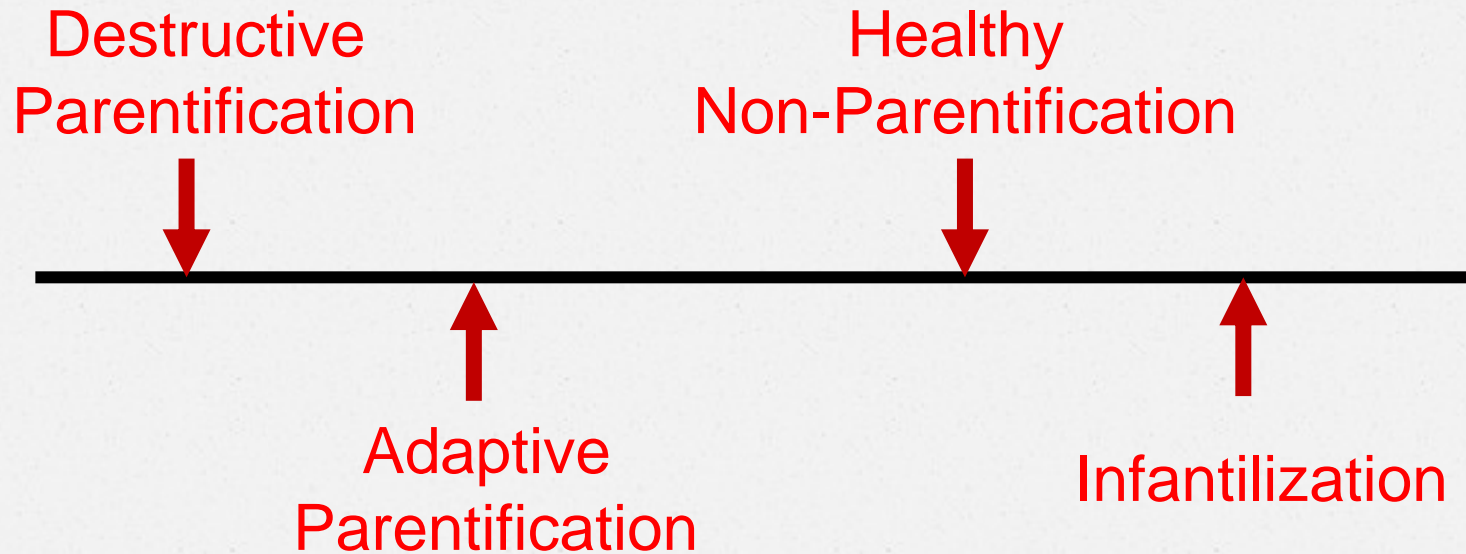 Destructive
Parentification
Healthy
Non-Parentification
Adaptive
Parentification
Infantilization